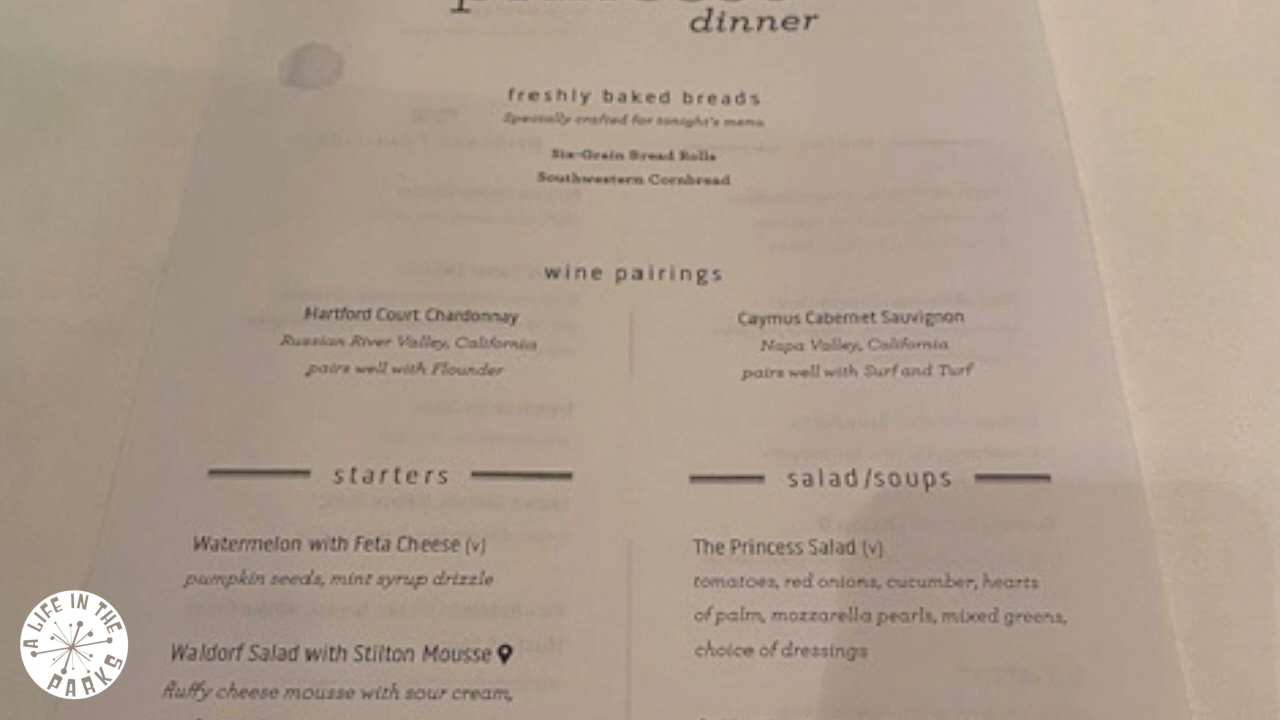 dinner
freshly baked breads
Specially crafted for tonight's menu
Six-Grain Bread Rolls
Southwestern Cornbread
wine pairings
Hartford Court Chardonnay
Russian River Valley, California
pairs well with Flounder
Caymus Cabernet Sauvignon
Napa Valley, California
pairs well with Surf and Turf
starters
Watermelon with Feta Cheese (v)
pumpkin seeds, mint syrup drizzle
Waldorf Salad with Stilton Mousse
fluffy cheese mousse with sour cream,
salad/soups
The Princess Salad (v)
tomatoes, red onions, cucumber, hearts
of palm, mozzarella pearls, mixed greens,
choice of dressings
A LIFE IN THE PARKS